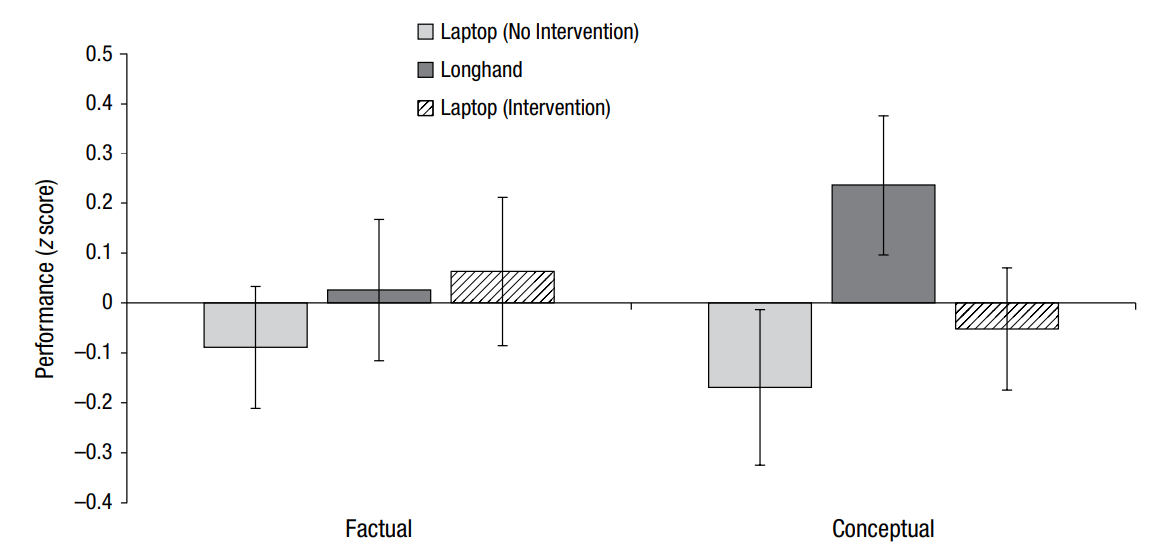 Laptop (No Intervention)
Longhand
Laptop (Intervention)
0.5
0.4
0.3
0.2
0.1
0
–0.1
–0.2
–0.3
–0.4
Performance (z score)
Factual
Conceptual